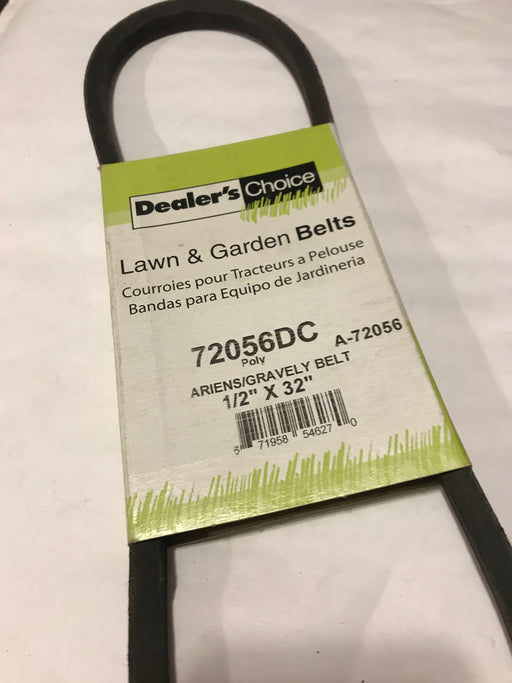 Dealer's Choice
Lawn & Garden Belts
Courroies pour Tracteurs a Pelouse
Bandas para Equipo de Jardineria
72056DC A-72056
Poly
ARIENS/GRAVELY BELT
1/2" X 32"
71958 54627 0